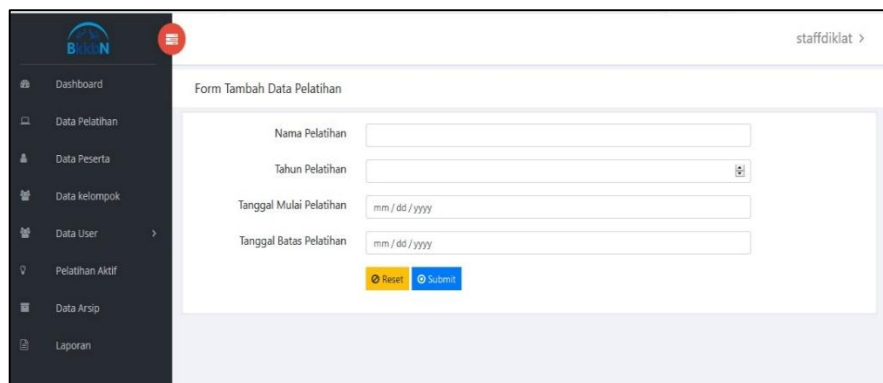 BkkbN
staffdiklat >
Dashboard
Data Pelatihan
Data Peserta
Data kelompok
Data User >
Pelatihan Aktif
Data Arsip
Laporan
Form Tambah Data Pelatihan
Nama Pelatihan
Tahun Pelatihan
Tanggal Mulai Pelatihan
mm / dd / yyyy
Tanggal Batas Pelatihan
mm / dd / yyyy
Reset Submit